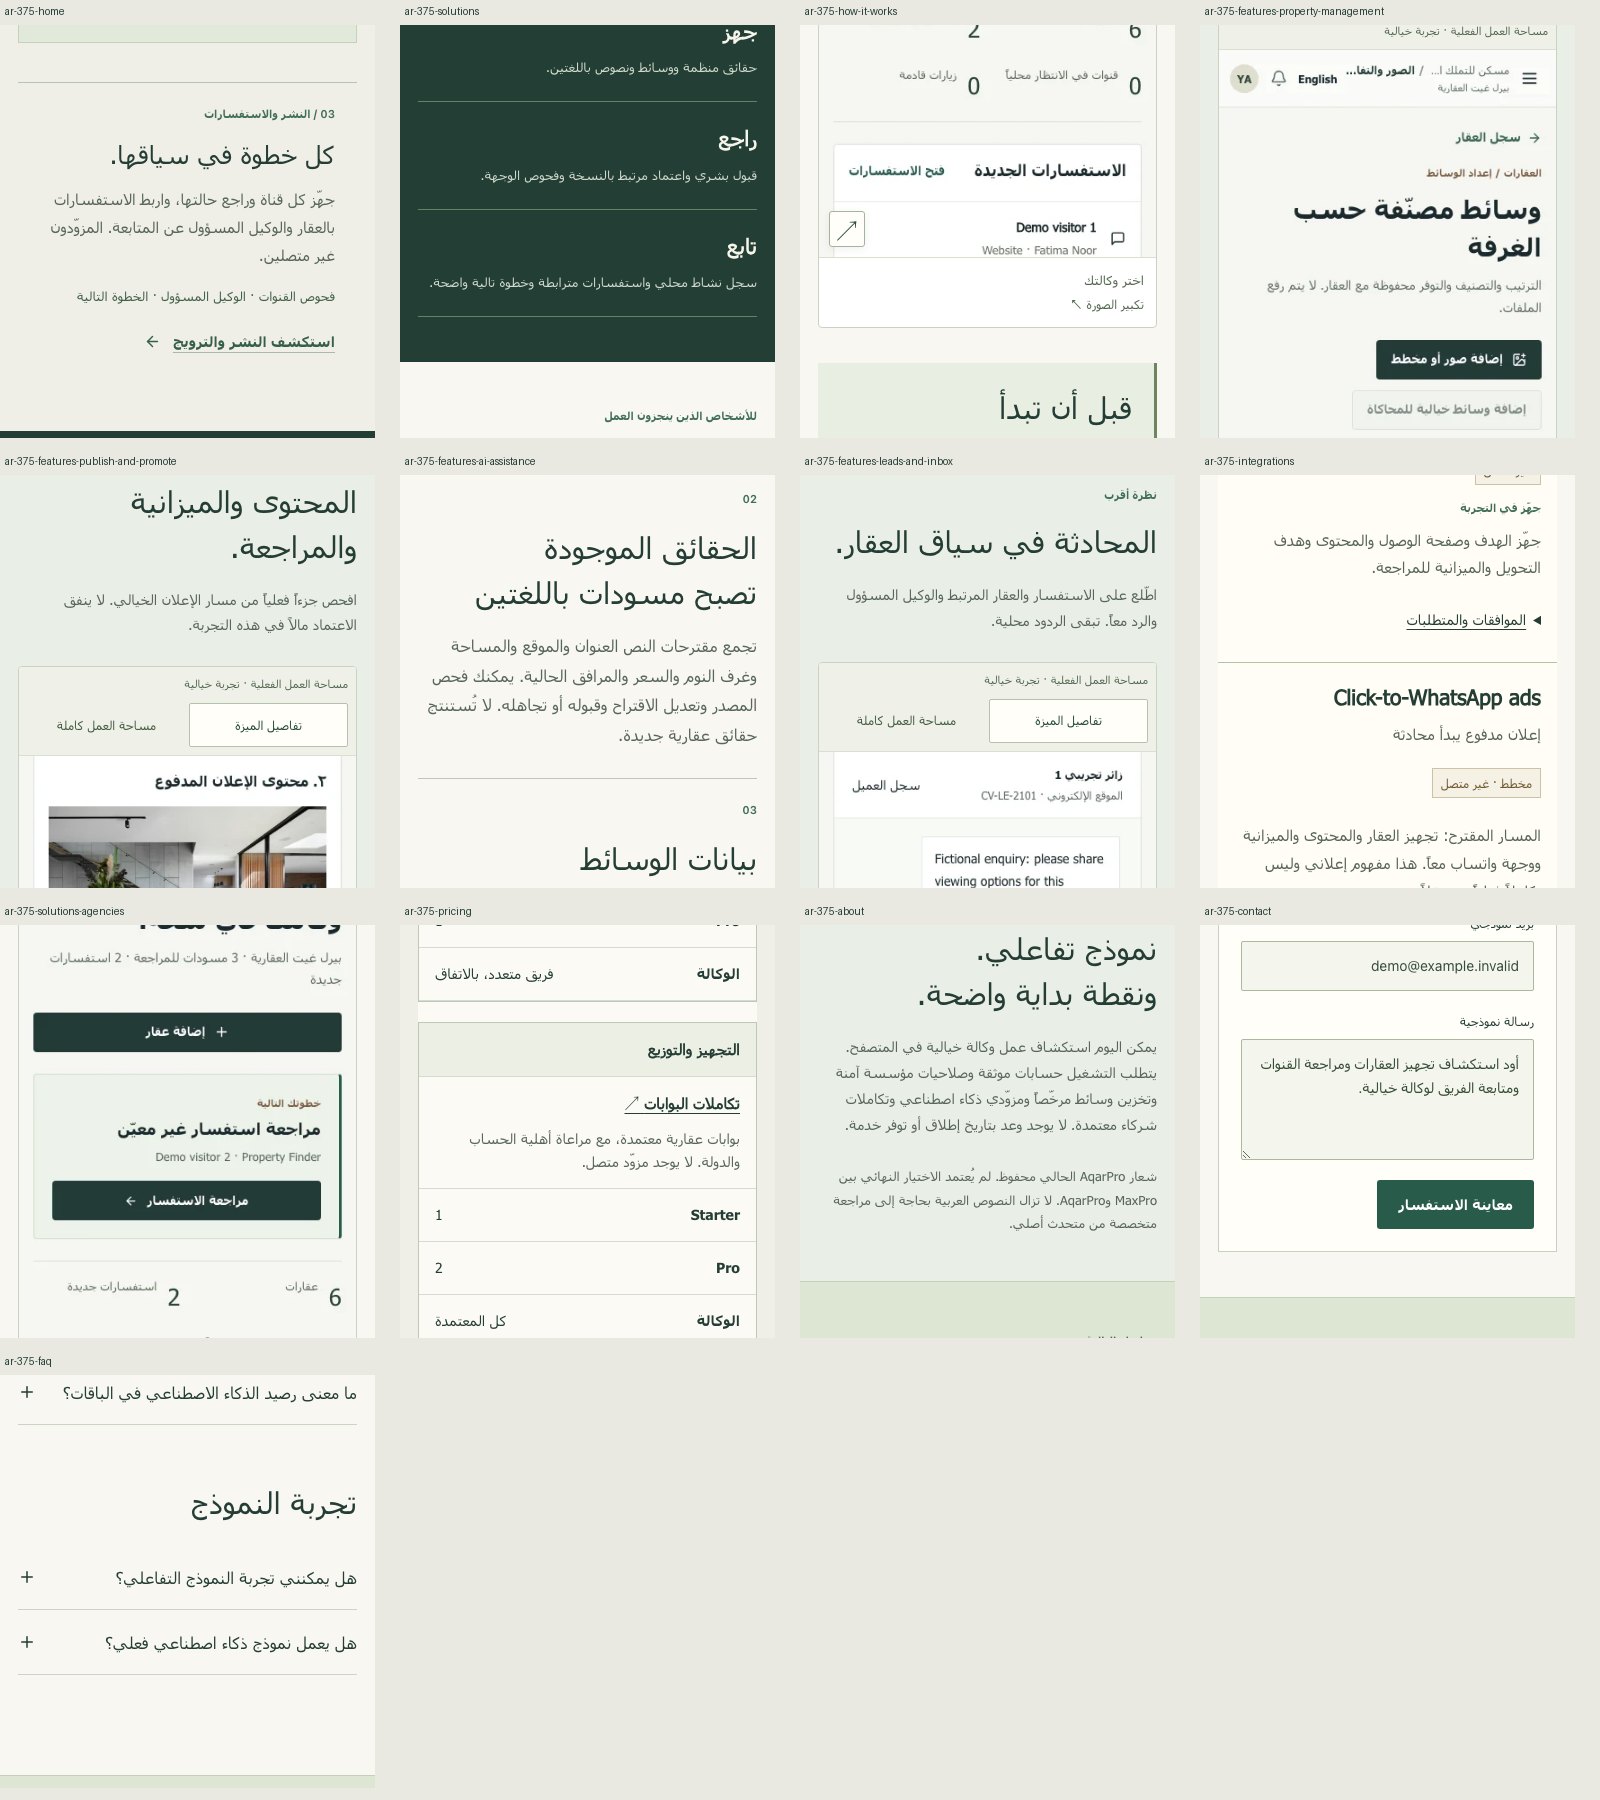 ar-375-home
03 / النشر والاستفسارات
كل خطوة في سياقها.
جهّز كل قناة وراجع حالتها، واربط الاستفسارات
بالعقار والوكيل المسؤول عن المتابعة. المزوّدون
غير متصلين.
فحوص القنوات · الوكيل المسؤول · الخطوة التالية
استكشف النشر والترويج ←
ar-375-solutions
جهّز
حقائق منظمة ووسائط ونصوص باللغتين.
راجع
قبول بشري واعتماد مرتبط بالنسخة وفحوص الوجهة.
تابع
سجل نشاط محلي واستفسارات مترابطة وخطوة تالية واضحة.
للأشخاص الذين ينجزون العمل
ar-375-how-it-works
6 2
قنوات في الانتظار محلياً 0 زيارات قادمة 0
الاستفسارات الجديدة فتح الاستفسارات
Demo visitor 1
Website · Fatima Noor
اختر وكالتك
تكبير الصورة ↖
قبل أن تبدأ
ar-375-features-property-management
مساحة العمل الفعلية · تجربة خيالية
مسكن للتملك ا... / الصور والتفا... English YA
بيرل غيت العقارية
→ سجل العقار
العقارات / إعداد الوسائط
وسائط مصنّفة حسب
الغرفة
الترتيب والتصنيف والتوفر محفوظة مع العقار. لا يتم رفع
الملفات.
إضافة صور أو مخطط
إضافة وسائط خيالية للمحاكاة
ar-375-features-publish-and-promote
المحتوى والميزانية
والمراجعة.
افحص جزءاً فعلياً من مسار الإعلان الخيالي. لا ينفق
الاعتماد مالاً في هذه التجربة.
مساحة العمل الفعلية · تجربة خيالية
تفاصيل الميزة مساحة العمل كاملة
٢. محتوى الإعلان المدفوع
ar-375-features-ai-assistance
02
الحقائق الموجودة
تصبح مسودات باللغتين
تجمع مقترحات النص العنوان والموقع والمساحة
وغرف النوم والسعر والمرافق الحالية. يمكنك فحص
المصدر وتعديل الاقتراح وقبوله أو تجاهله. لا تُستنتج
حقائق عقارية جديدة.
03
بيانات الوسائط
ar-375-features-leads-and-inbox
نظرة أقرب
المحادثة في سياق العقار.
اطّلع على الاستفسار والعقار المرتبط والوكيل المسؤول
والرد معاً. تبقى الردود محلية.
مساحة العمل الفعلية · تجربة خيالية
تفاصيل الميزة مساحة العمل كاملة
زائر تجريبي 1 سجل العميل
الموقع الإلكتروني · CV-LE-2101
Fictional enquiry: please share
viewing options for this
ar-375-integrations
جهّز في التجربة
جهّز الهدف وصفحة الوصول والمحتوى وهدف
التحويل والميزانية للمراجعة.
الموافقات والمتطلبات
Click-to-WhatsApp ads
إعلان مدفوع يبدأ محادثة
مخطط · غير متصل
المسار المقترح: تجهيز العقار والمحتوى والميزانية
ووجهة واتساب معاً. هذا مفهوم إعلاني وليس
ar-375-solutions-agencies
بيرل غيت العقارية · 3 مسودات للمراجعة · 2 استفسارات
جديدة
+ إضافة عقار
خطوتك التالية
مراجعة استفسار غير معيّن
Demo visitor 2 · Property Finder
مراجعة الاستفسار ←
عقارات 6 استفسارات جديدة 2
ar-375-pricing
الوكالة فريق متعدد، بالاتفاق
التجهيز والتوزيع
تكاملات البوابات ↗
بوابات عقارية معتمدة، مع مراعاة أهلية الحساب
والدولة. لا يوجد مزوّد متصل.
Starter 1
Pro 2
الوكالة كل المعتمدة
ar-375-about
نموذج تفاعلي.
ونقطة بداية واضحة.
يمكن اليوم استكشاف عمل وكالة خيالية في المتصفح.
يتطلب التشغيل حسابات موثقة وصلاحيات مؤسسة آمنة
وتخزين وسائط مرخّصاً ومزوّدي ذكاء اصطناعي وتكاملات
شركاء معتمدة. لا يوجد وعد بتاريخ إطلاق أو توفر خدمة.
شعار AqarPro الحالي محفوظ. لم يُعتمد الاختيار النهائي بين
MaxPro وAqarPro. لا تزال النصوص العربية بحاجة إلى مراجعة
متخصصة من متحدث أصلي.
ar-375-contact
demo@example.invalid
رسالة نموذجية
أود استكشاف تجهيز العقارات ومراجعة القنوات
ومتابعة الفريق لوكالة خيالية.
معاينة الاستفسار
ar-375-faq
ما معنى رصيد الذكاء الاصطناعي في الباقات؟ +
تجربة النموذج
هل يمكنني تجربة النموذج التفاعلي؟ +
هل يعمل نموذج ذكاء اصطناعي فعلي؟ +